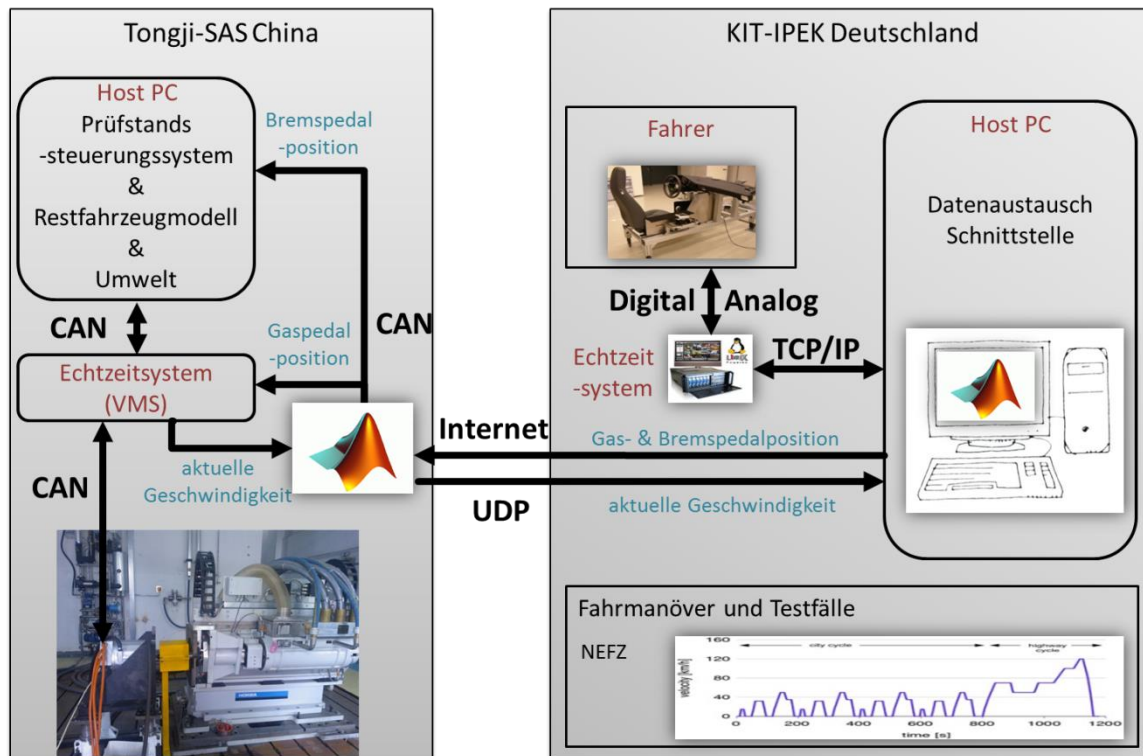 Tongji-SAS China
Host PC
Prüfstands
-steuerungssystem
&
Restfahrzeugmodell
&
Umwelt
Bremspedal
-position
CAN
CAN
Gaspedal
-position
Echtzeitsystem
(VMS)
aktuelle
Geschwindigkeit
CAN
Internet
UDP
KIT-IPEK Deutschland
Fahrer
Digital
Analog
Echtzeit
-system
TCP/IP
Host PC
Datenaustausch
Schnittstelle
Gas- & Bremspedalposition
aktuelle Geschwindigkeit
Fahrmanöver und Testfälle
NEFZ
velocity [km/h]
160
120
80
40
0
city cycle
highway
cycle
0 200 400 600 800 1000 1200
time [s]